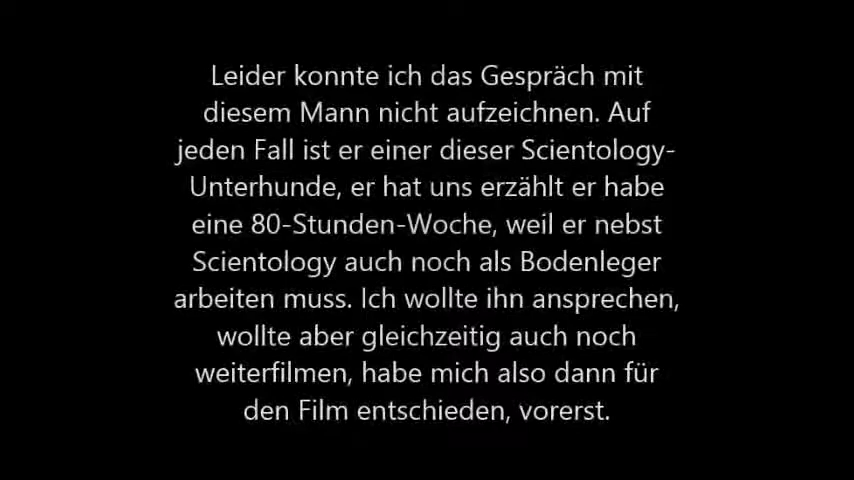 Leider konnte ich das Gespräch mit
diesem Mann nicht aufzeichnen. Auf
jeden Fall ist er einer dieser Scientology-
Unterhunde, er hat uns erzählt er habe
eine 80-Stunden-Woche, weil er nebst
Scientology auch noch als Bodenleger
arbeiten muss. Ich wollte ihn ansprechen,
wollte aber gleichzeitig auch noch
weiterfilmen, habe mich also dann für
den Film entschieden, vorerst.